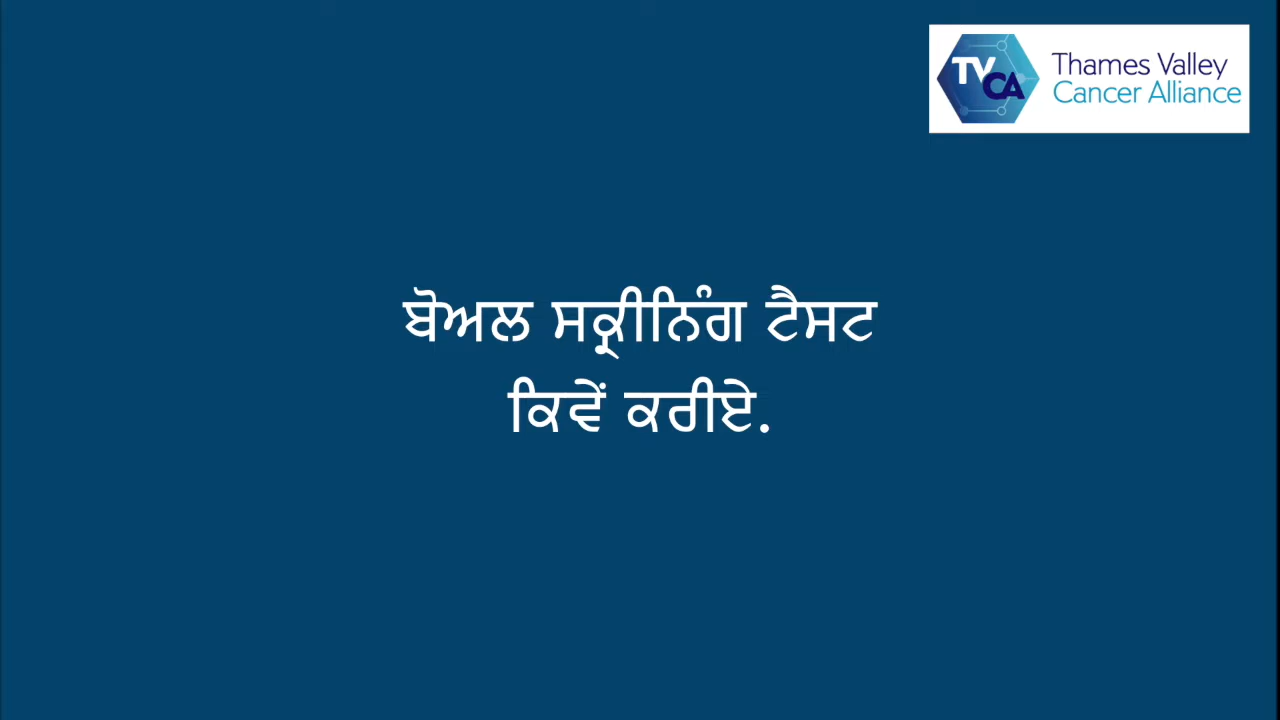 TVCA
Thames Valley
Cancer Alliance
ਬੋਅਲ ਸਕ੍ਰੀਨਿੰਗ ਟੈਸਟ
ਕਿਵੇਂ ਕਰੀਏ.